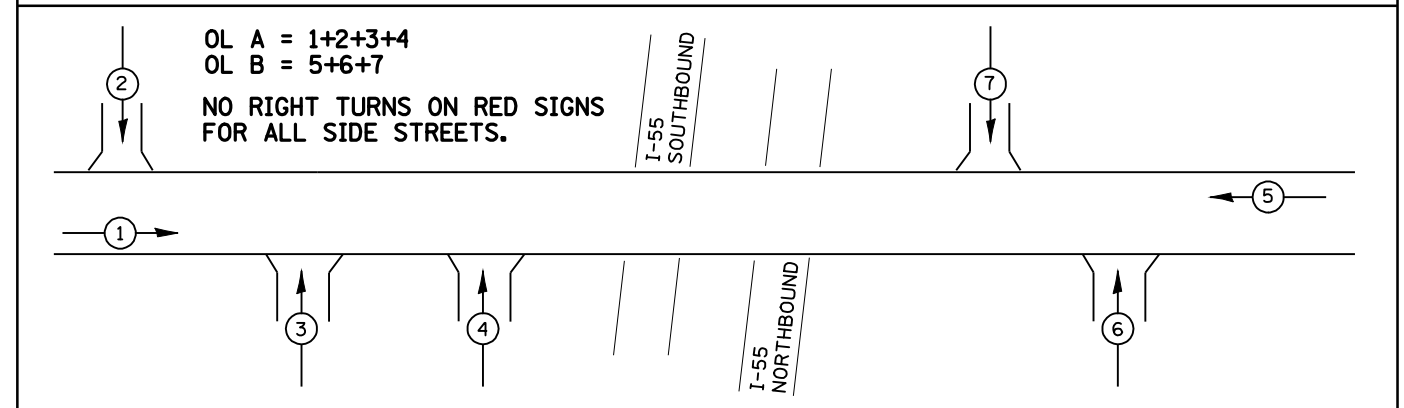 OL A = 1+2+3+4
OL B = 5+6+7
NO RIGHT TURNS ON RED SIGNS
FOR ALL SIDE STREETS.
2
I-55
SOUTHBOUND
7
5
1
3
4
I-55
NORTHBOUND
6